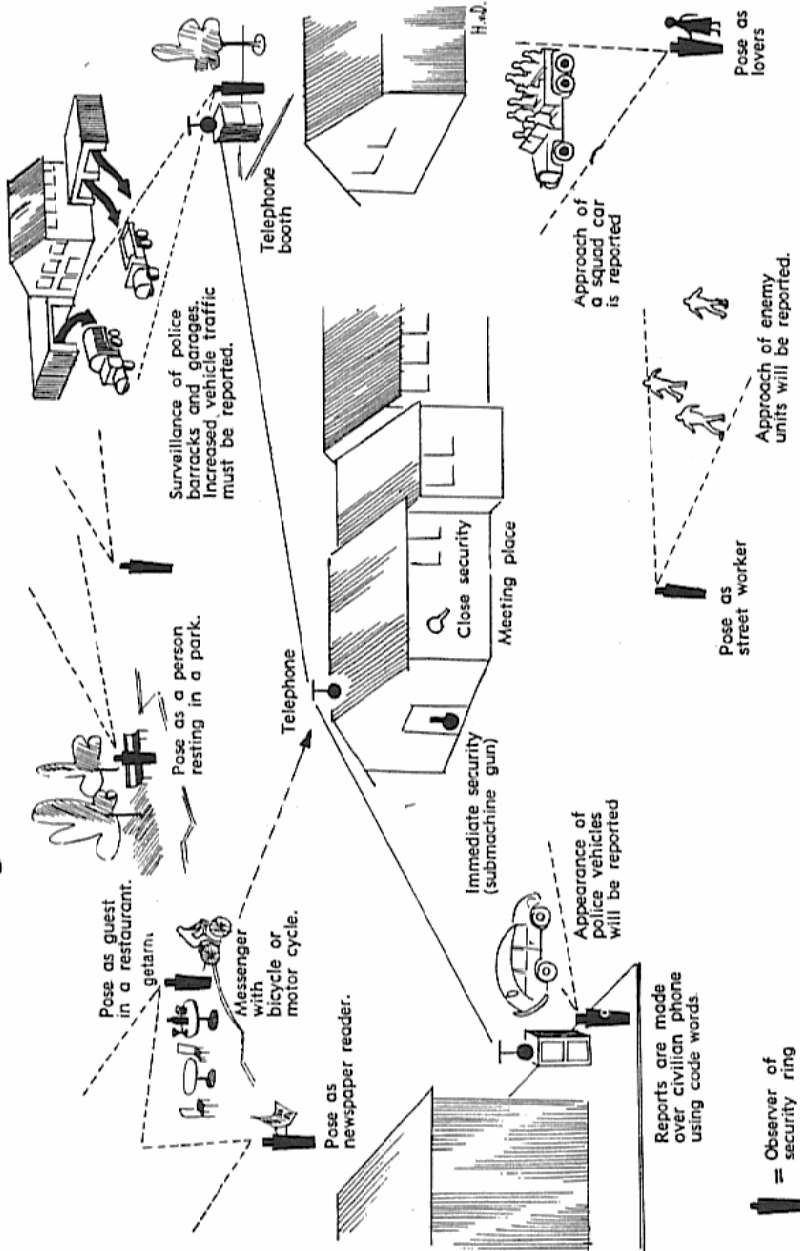 Pose as guest
in a restaurant.
getarn
Pose as a person
resting in a park.
Surveillance of police
barracks and garages.
Increased vehicle traffic
must be reported.
Messenger
with
bicycle or
motor cycle.
Telephone
booth
Telephone
Pose as
newspaper reader.
Close security
Meeting place
Immediate security
(submachine gun)
Appearance of
police vehicles
will be reported
Approach of
a squad car
is reported
Reports are made
over civilian phone
using code words.
Pose as
street worker
Approach of enemy
units will be reported.
Pose as
lovers
= Observer of
security ring